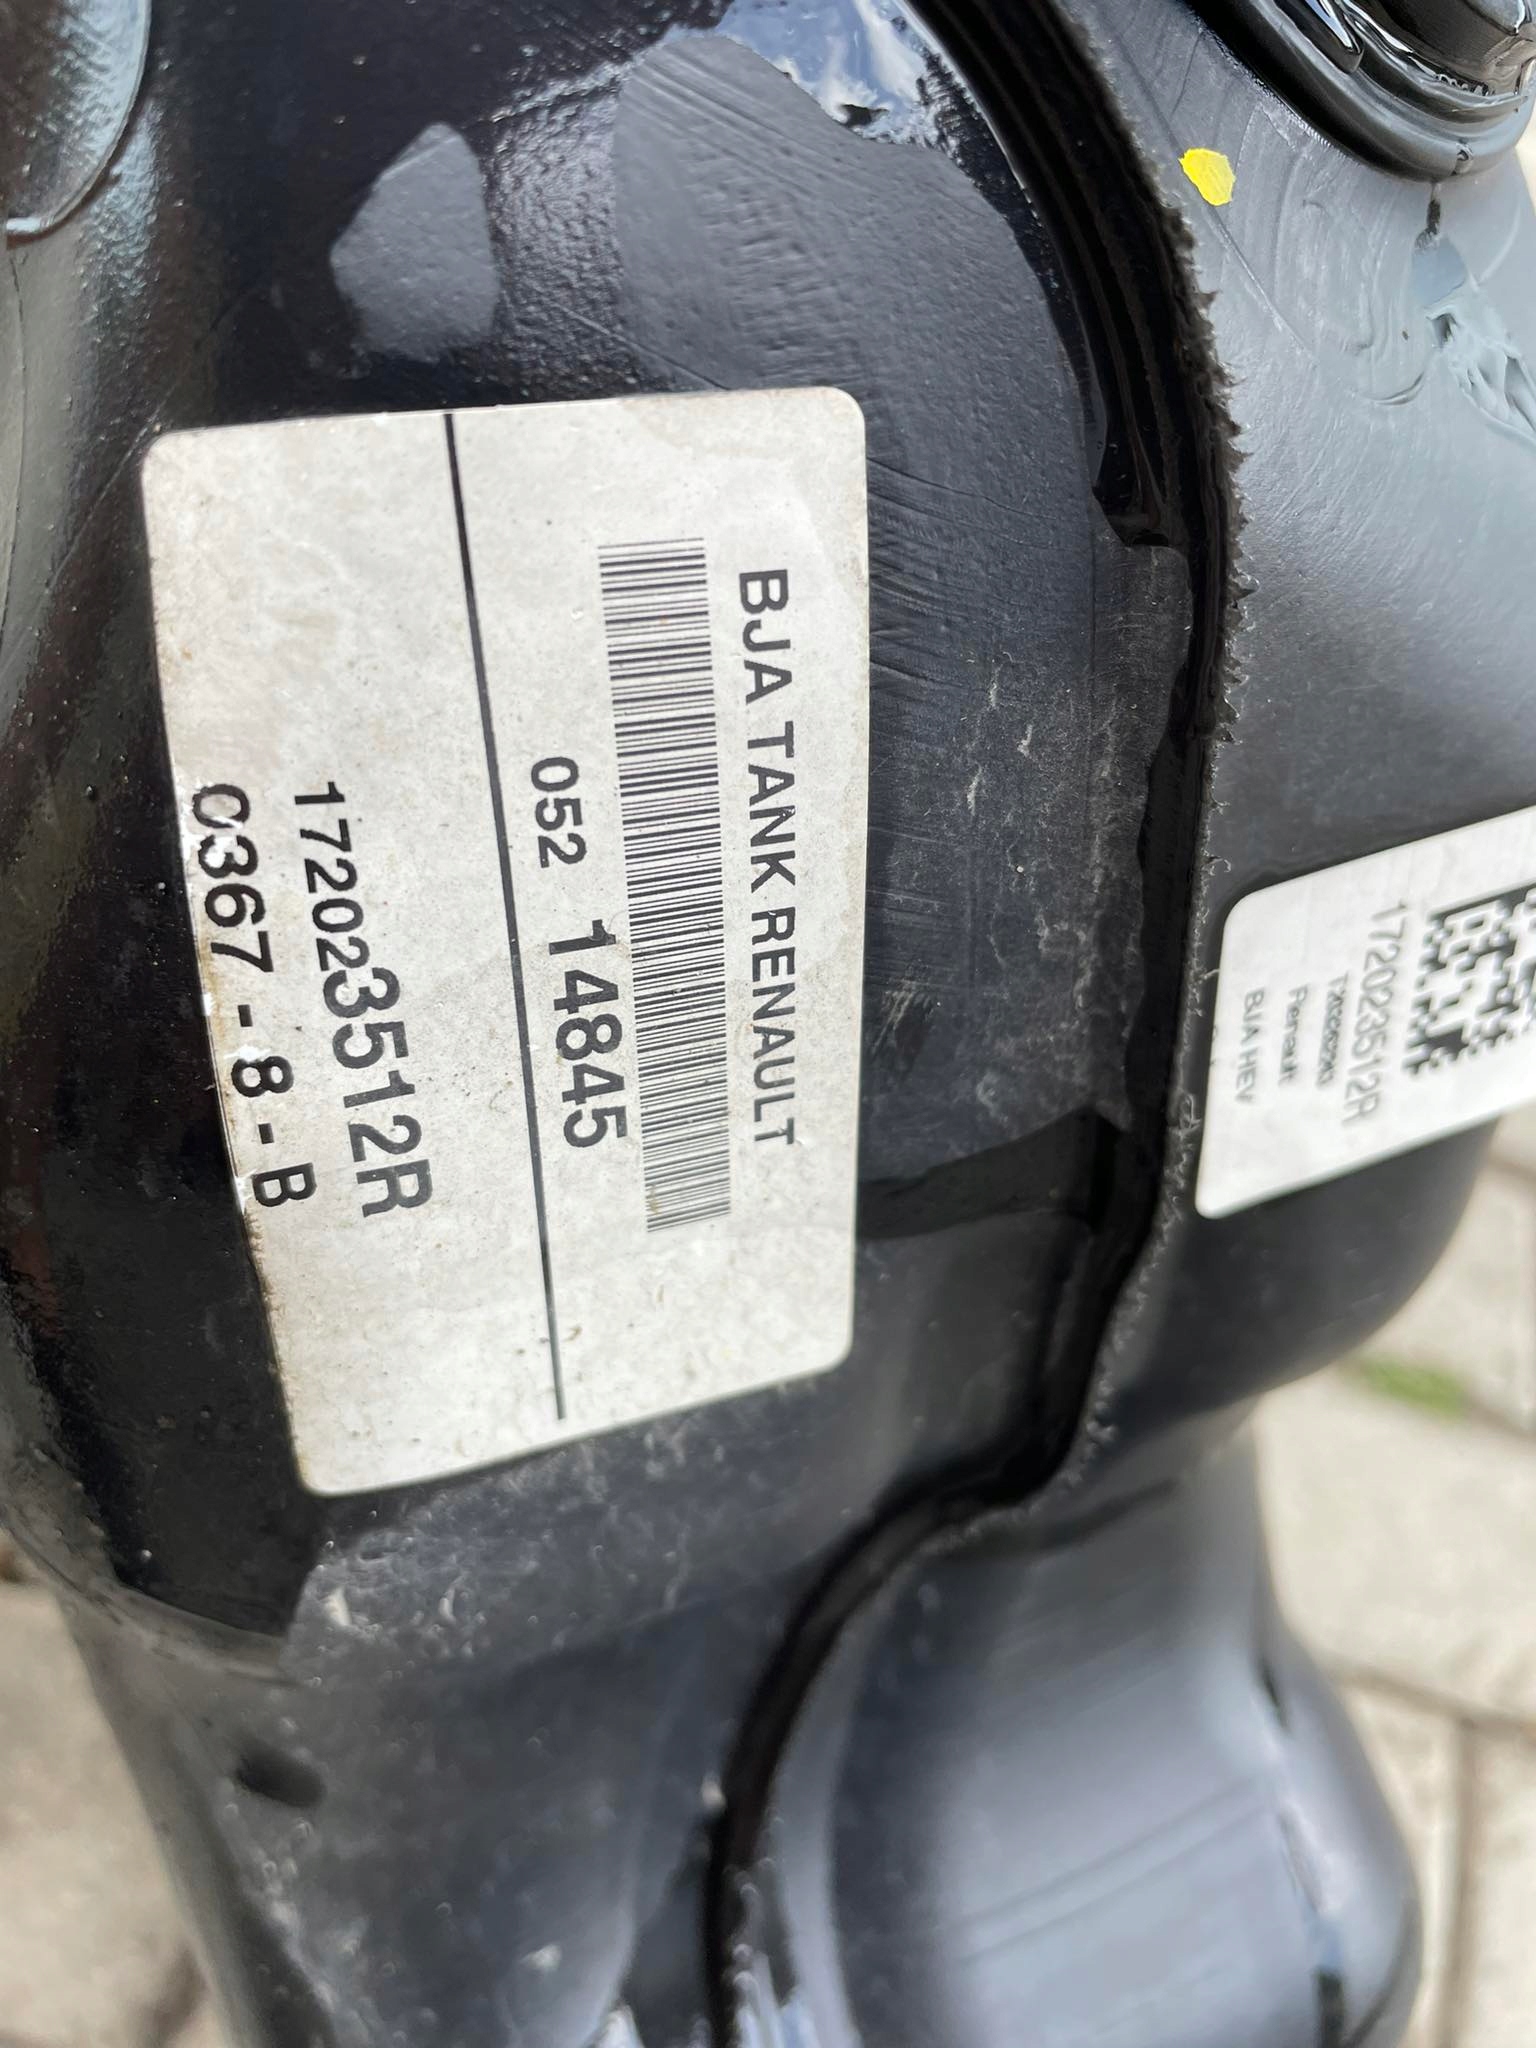 BJA TANK RENAULT
052 14845
172023512R
0367 - 8 - B
172023512R
Renault
BJA HEV